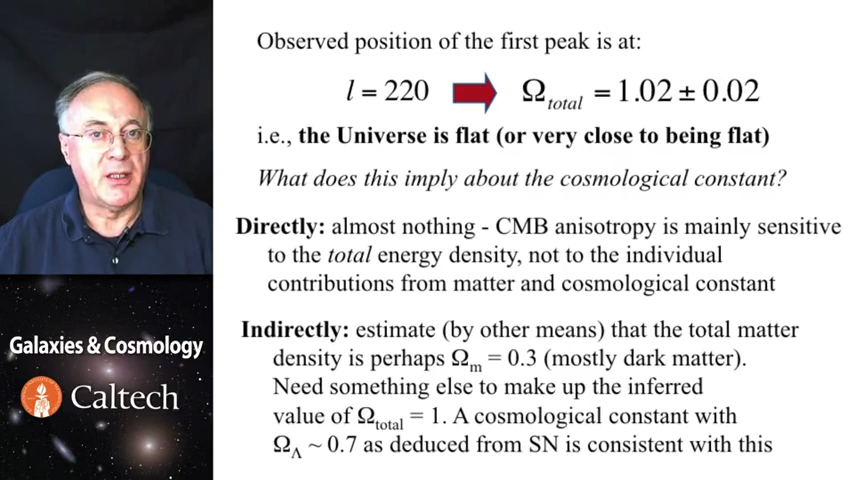 Observed position of the first peak is at:
l = 220 Ω_total = 1.02 ± 0.02
i.e., the Universe is flat (or very close to being flat)
What does this imply about the cosmological constant?
Directly: almost nothing - CMB anisotropy is mainly sensitive
to the total energy density, not to the individual
contributions from matter and cosmological constant
Indirectly: estimate (by other means) that the total matter
density is perhaps Ω_m = 0.3 (mostly dark matter).
Need something else to make up the inferred
value of Ω_total = 1. A cosmological constant with
Ω_Λ ~ 0.7 as deduced from SN is consistent with this
Galaxies & Cosmology
Caltech